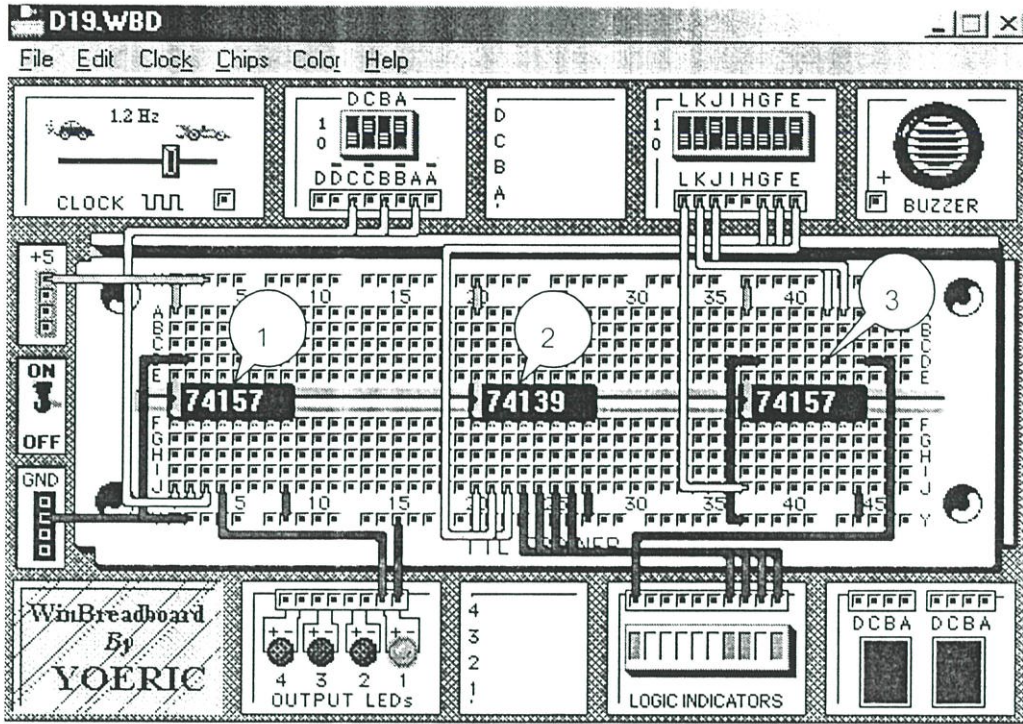 D19.WBD
File Edit Clock Chips Color Help
1.2 Hz
CLOCK
DCBA
1
0
DDCCBBAA
D
C
B
A
LKJIHGFE
1
0
LKJIHGFE
+
BUZZER
+5
5 10 15 20 30 35 40
A
B
C
E
B
C
D
E
1
2
3
ON
OFF
74157
74139
74157
F
G
H
I
J
F
G
H
I
J
GND
5 10 15 20 25 30 35 40 45
Y
WinBreadboard
By
YOERIC
+- +- +- +-
4 3 2 1
OUTPUT LEDs
4
3
2
1
LOGIC INDICATORS
DCBA DCBA